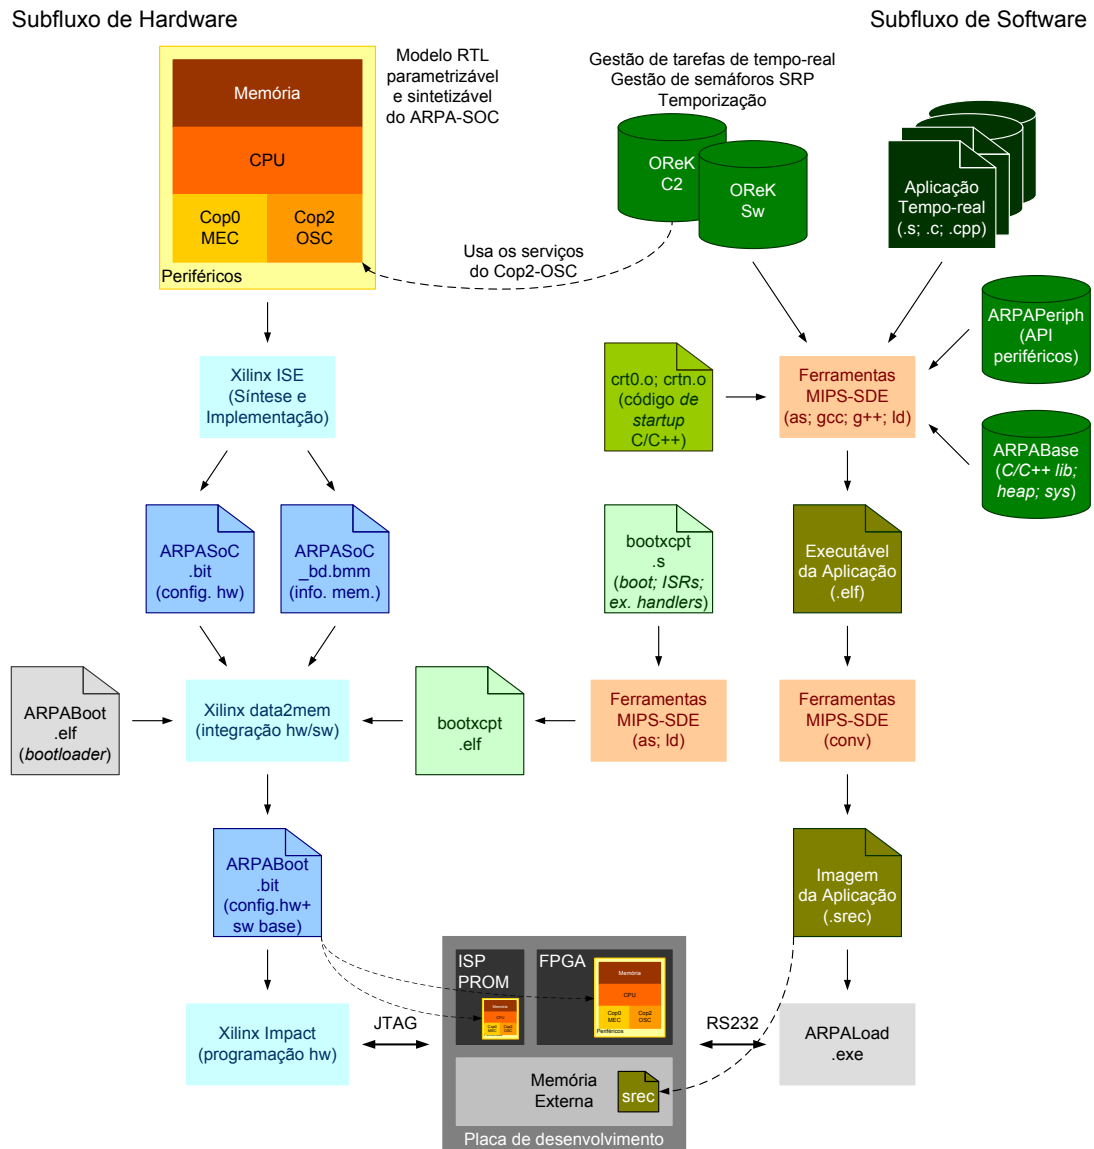 Subfluxo de Hardware
Subfluxo de Software
Modelo RTL
parametrizável
e sintetizável
do ARPA-SOC
Memória
CPU
Cop0
MEC
Cop2
OSC
Periféricos
Gestão de tarefas de tempo-real
Gestão de semáforos SRP
Temporização
OReK
C2
OReK
Sw
Aplicação
Tempo-real
(.s; .c; .cpp)
Usa os serviços
do Cop2-OSC
ARPAPeriph
(API
periféricos)
Xilinx ISE
(Síntese e
Implementação)
crt0.o; crtn.o
(código de
startup
C/C++)
Ferramentas
MIPS-SDE
(as; gcc; g++; ld)
ARPABase
(C/C++ lib;
heap; sys)
ARPASoC
.bit
(config. hw)
ARPASoC
_bd.bmm
(info. mem.)
bootxcpt
.s
(boot; ISRs;
ex. handlers)
Executável
da Aplicação
(.elf)
ARPABoot
.elf
(bootloader)
Xilinx data2mem
(integração hw/sw)
bootxcpt
.elf
Ferramentas
MIPS-SDE
(as; ld)
Ferramentas
MIPS-SDE
(conv)
ARPABoot
.bit
(config.hw+
sw base)
Imagem
da Aplicação
(.srec)
ISP
PROM
Memória
CPU
Cop0
MEC
Cop2
OSC
FPGA
Memória
CPU
Cop0
MEC
Cop2
OSC
Periféricos
Xilinx Impact
(programação hw)
JTAG
RS232
ARPALoad
.exe
Memória
Externa
srec
Placa de desenvolvimento